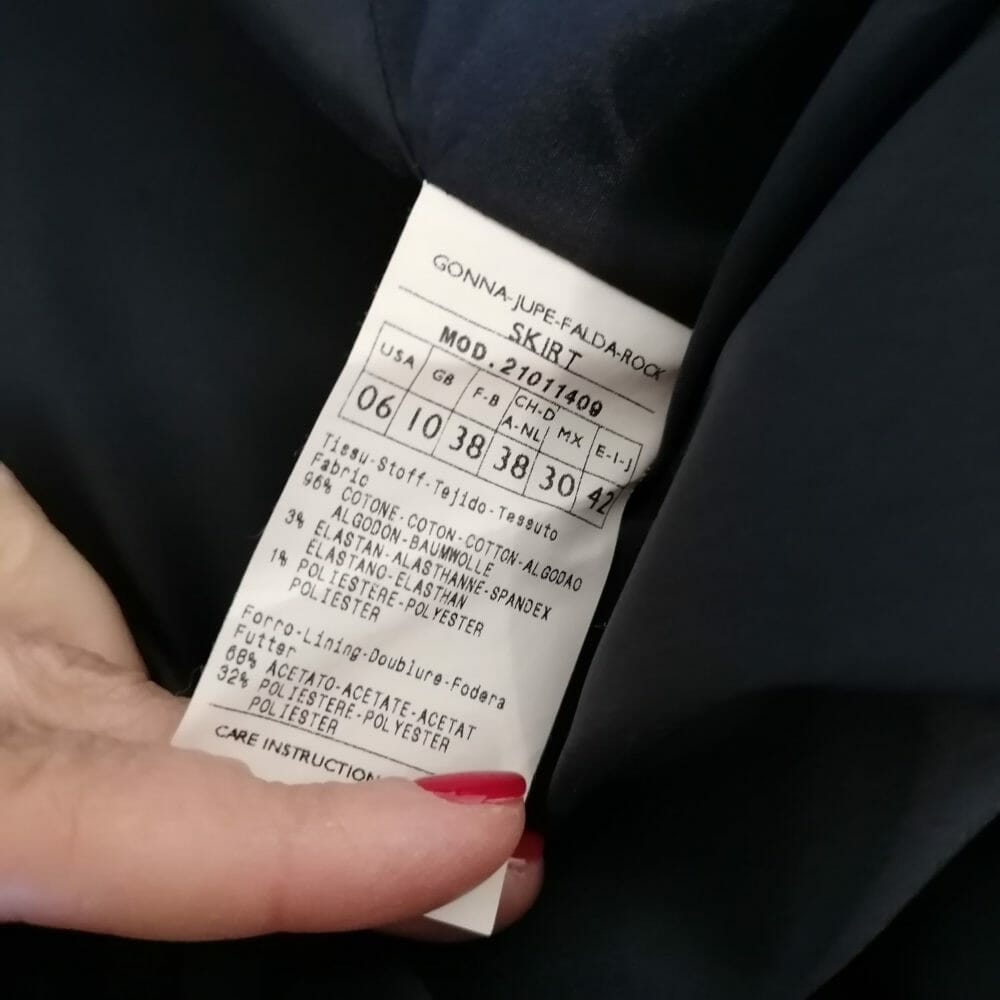 GONNA-JUPE-FALDA-ROCK
SKIRT
MOD.21011409
USA GB F-B CH-D A-NL MX E-I-J
06 10 38 38 30 42
Tissu-Stoff-Tejido-Tessuto
Fabric
96% COTONE-COTON-COTTON-ALGODAO
ALGODON-BAUMWOLLE
3% ELASTAN-ALASTHANNE-SPANDEX
ELASTANO-ELASTHAN
1% POLIESTERE-POLYESTER
POLIESTER
Forro-Lining-Doublure-Fodera
Futter
68% ACETATO-ACETATE-ACETAT
32% POLIESTERE-POLYESTER
POLIESTER
CARE INSTRUCTION